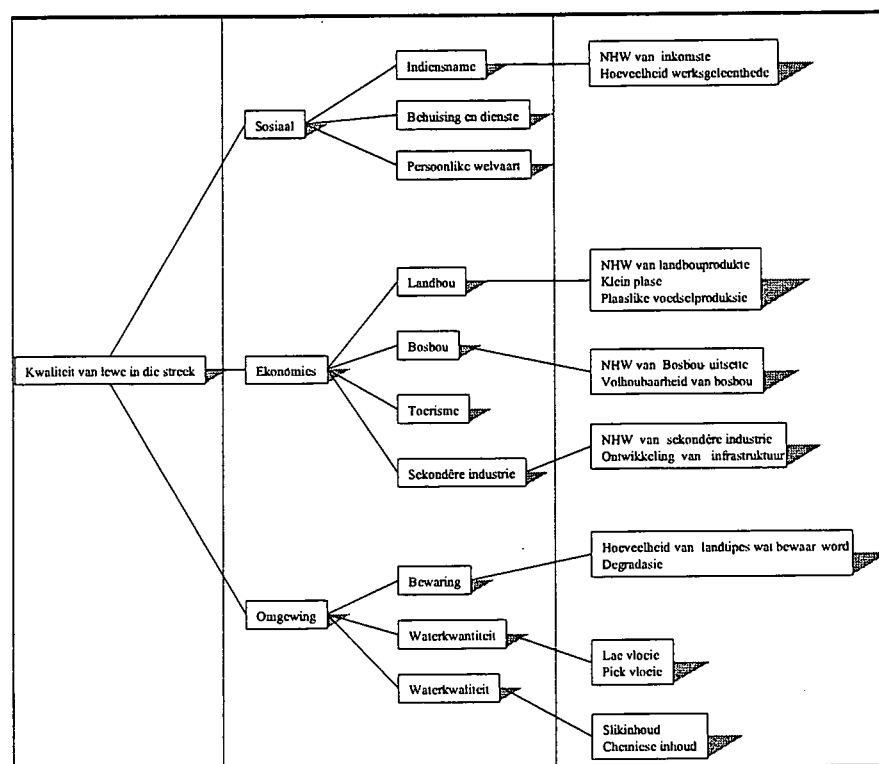 Indiensname
NHW van inkomste
Hoeveelheid werksgeleenthede
Sosiaal
Behuising en dienste
Persoonlike welvaart
Landbou
NHW van landbouprodukte
Klein plase
Plaaslike voedselproduksie
Kwaliteit van lewe in die streek
Ekonomies
Bosbou
NHW van Bosbou-uitsette
Volhoubaarheid van bosbou
Toerisme
Sekondêre industrie
NHW van sekondêre industrie
Ontwikkeling van infrastruktuur
Omgewing
Bewaring
Hoeveelheid van landtipes wat bewaar word
Degradasie
Waterkwantiteit
Lae vloeie
Piek vloeie
Waterkwaliteit
Slikinhoud
Chemiese inhoud